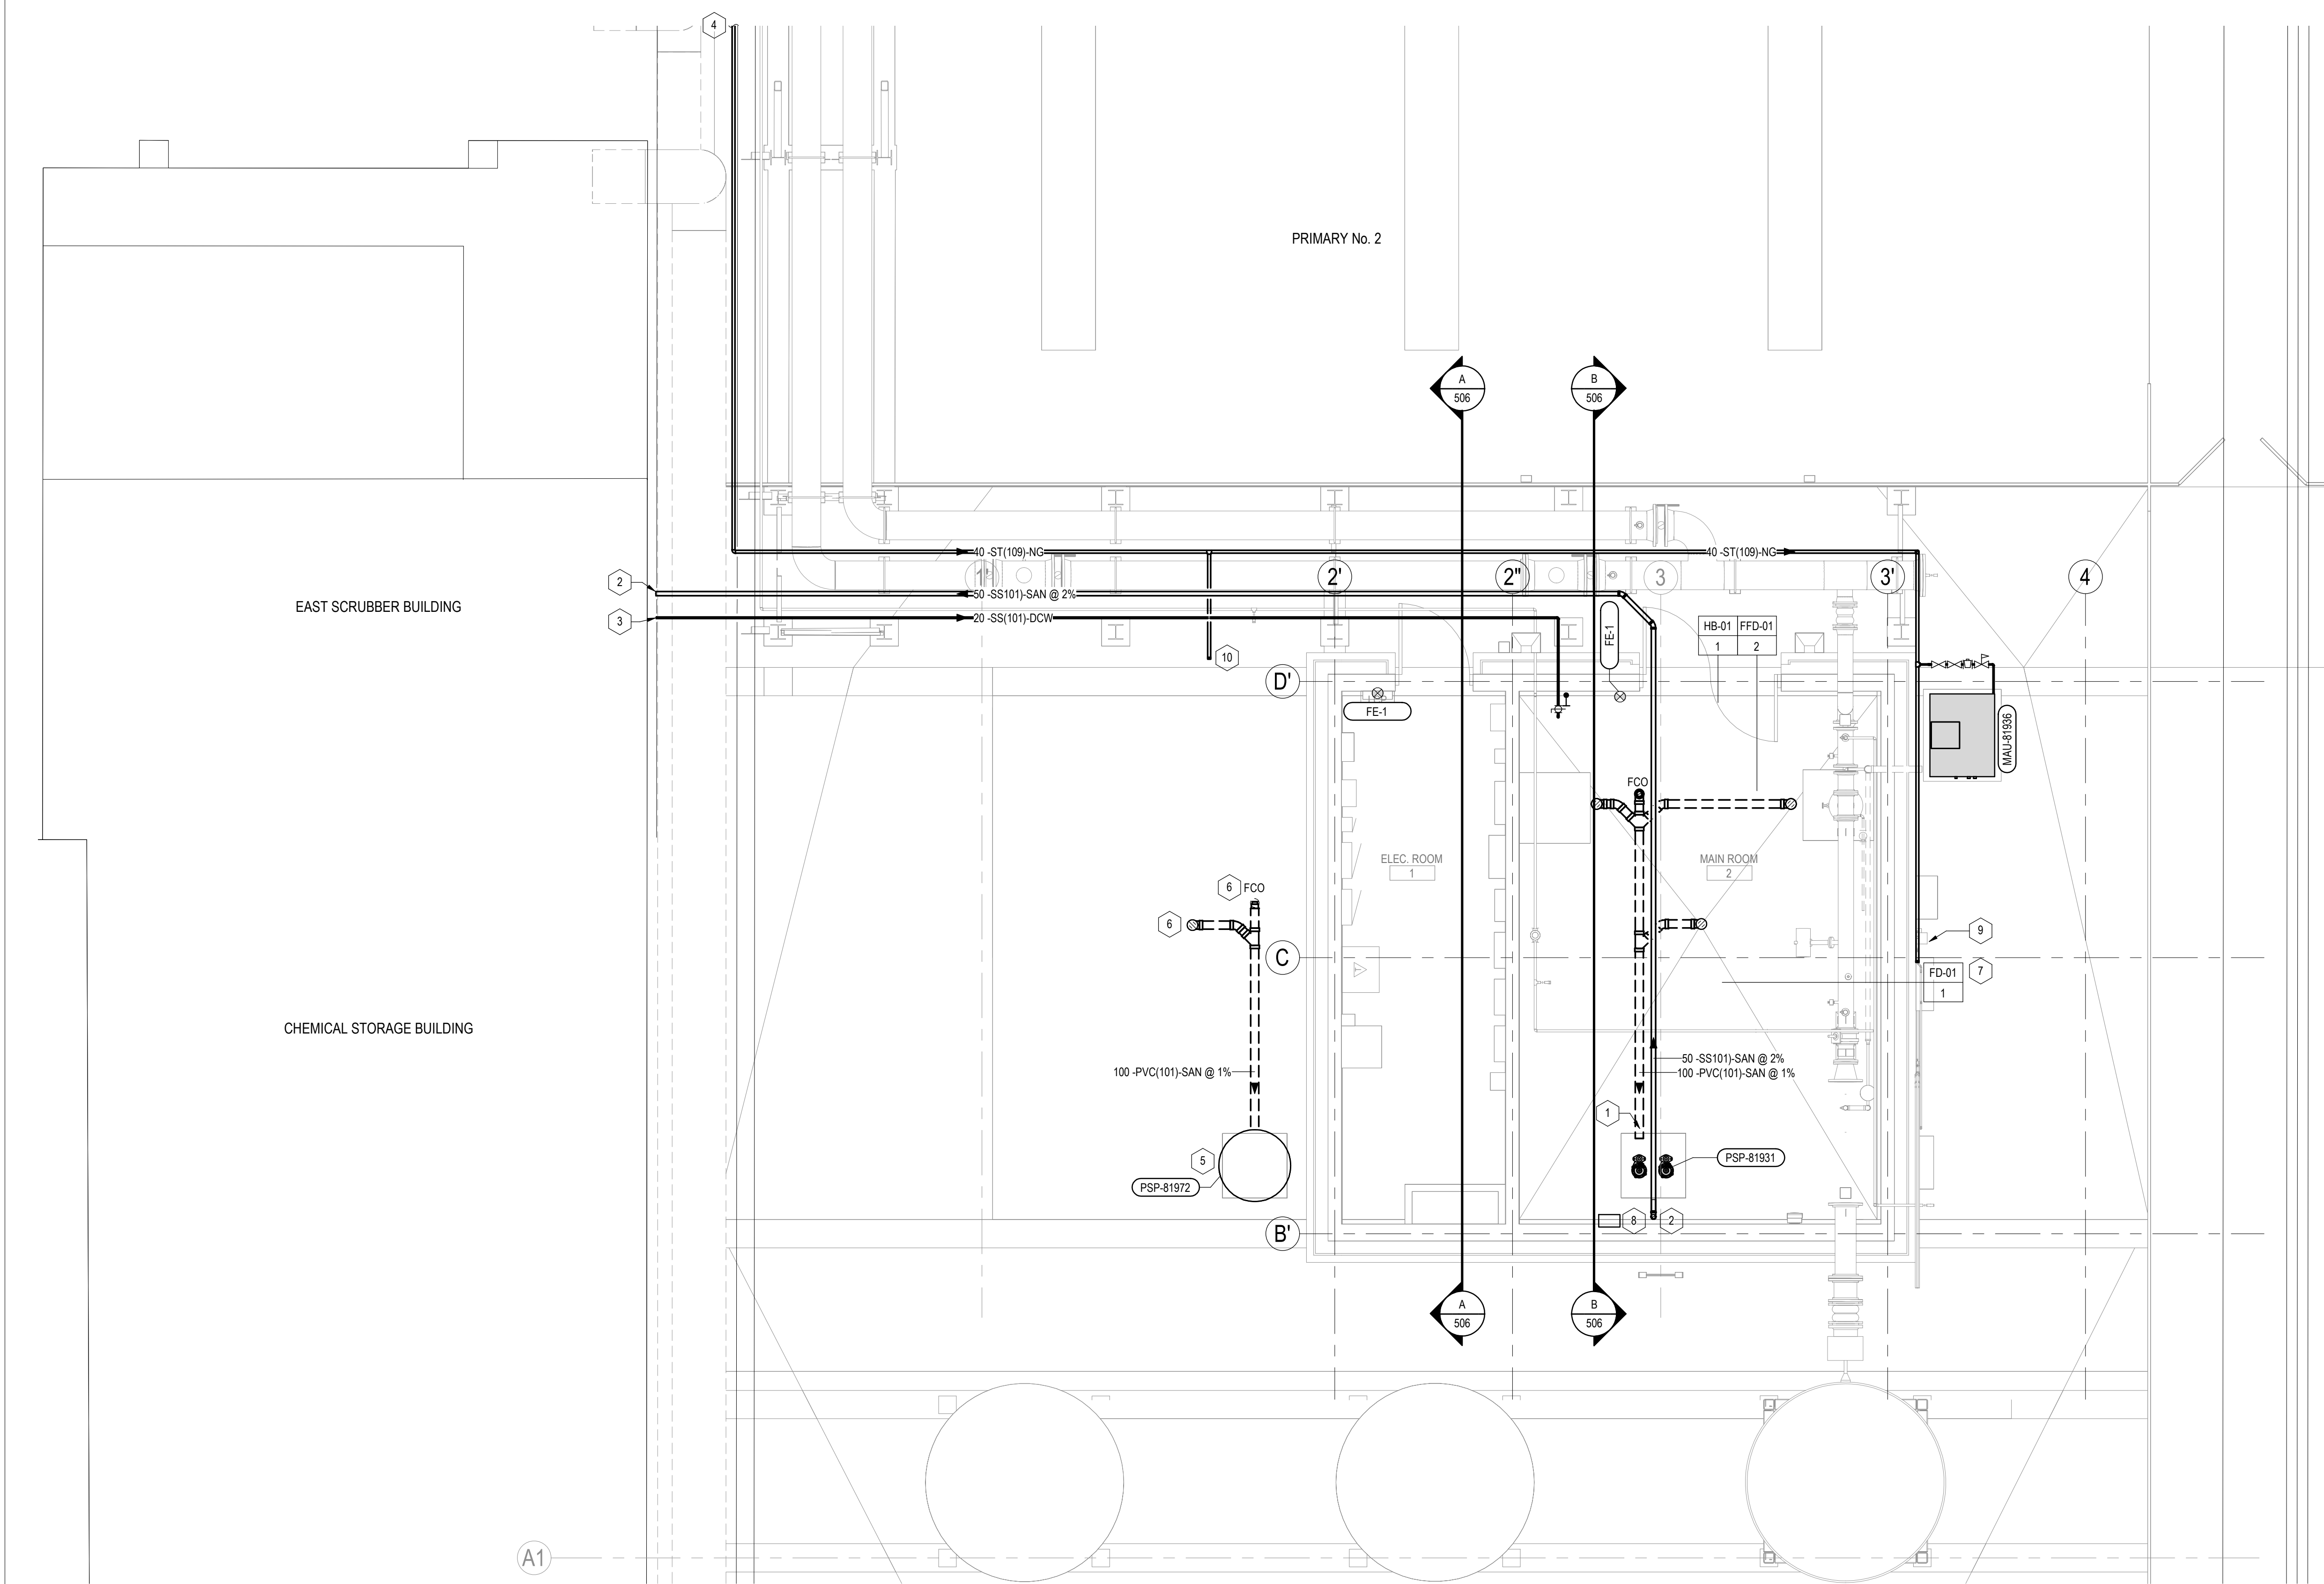 4
PRIMARY No. 2
A
506
B
506
40 -ST(109)-NG
40 -ST(109)-NG
2
1'
2'
2"
3
3'
4
50 -SS101)-SAN @ 2%
EAST SCRUBBER BUILDING
3
20 -SS(101)-DCW
FE-1
HB-01 FFD-01
1 2
10
D'
FE-1
MAU-81936
FCO
ELEC. ROOM
1
MAIN ROOM
2
6 FCO
6
9
C
FD-01
1
7
CHEMICAL STORAGE BUILDING
50 -SS101)-SAN @ 2%
100 -PVC(101)-SAN @ 1%
100 -PVC(101)-SAN @ 1%
1
5
PSP-81931
PSP-81972
8
2
B'
A
506
B
506
A1